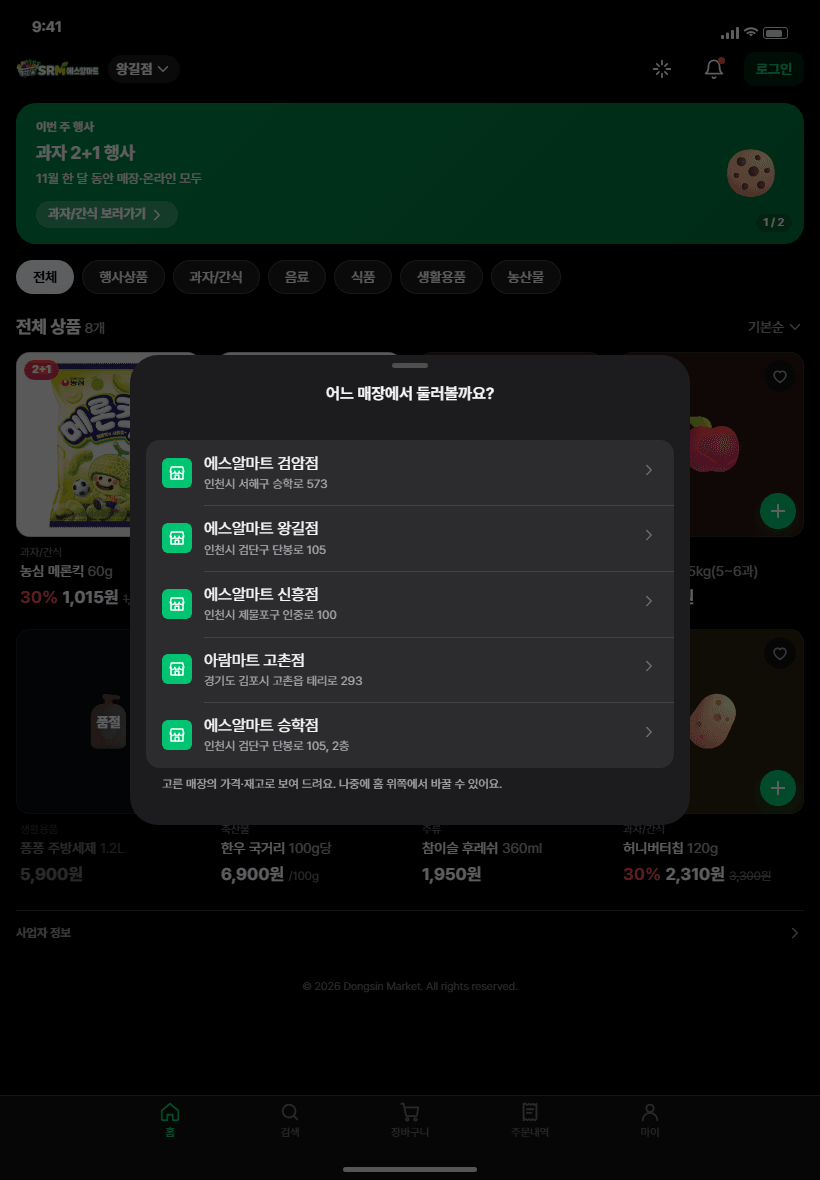 9:41
SRM 에스알마트
왕길점
로그인
이번 주 행사
과자 2+1 행사
11월 한 달 동안 매장·온라인 모두
과자/간식 보러가기
1 / 2
전체
행사상품
과자/간식
음료
식품
생활용품
농산물
전체 상품 8개
기본순
2+1
농심
메론킥
어느 매장에서 둘러볼까요?
에스알마트 검암점
인천시 서해구 승학로 573
에스알마트 왕길점
인천시 검단구 단봉로 105
에스알마트 신흥점
인천시 제물포구 인중로 100
아람마트 고촌점
경기도 김포시 고촌읍 태리로 293
에스알마트 승학점
인천시 검단구 단봉로 105, 2층
고른 매장의 가격·재고로 보여 드려요. 나중에 홈 위쪽에서 바꿀 수 있어요.
과자/간식
농심 메론킥 60g
30% 1,015원
5kg(5~6과)
원
품절
생활용품
퐁퐁 주방세제 1.2L
5,900원
축산물
한우 국거리 100g당
6,900원 /100g
주류
참이슬 후레쉬 360ml
1,950원
과자/간식
허니버터칩 120g
30% 2,310원 3,300원
사업자 정보
© 2026 Dongsin Market. All rights reserved.
홈
검색
장바구니
주문내역
마이